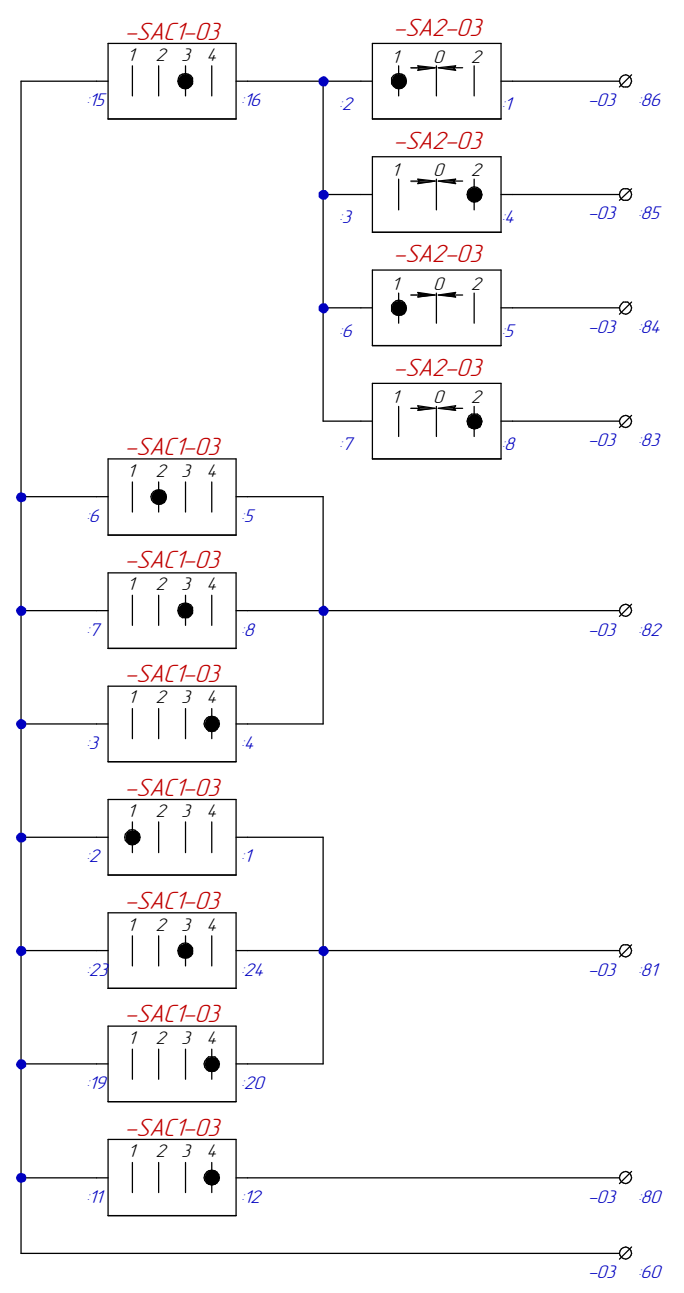 -SAC1-03 -SA2-03
1 2 3 4 1 0 2
:15 :16 :2 :1 -03 :86
-SA2-03
1 0 2
:3 :4 -03 :85
-SA2-03
1 0 2
:6 :5 -03 :84
-SA2-03
1 0 2
:7 :8 -03 :83
-SAC1-03
1 2 3 4
:6 :5
-SAC1-03
1 2 3 4
:7 :8 -03 :82
-SAC1-03
1 2 3 4
:3 :4
-SAC1-03
1 2 3 4
:2 :1
-SAC1-03
1 2 3 4
:23 :24 -03 :81
-SAC1-03
1 2 3 4
:19 :20
-SAC1-03
1 2 3 4
:11 :12 -03 :80
-03 :60